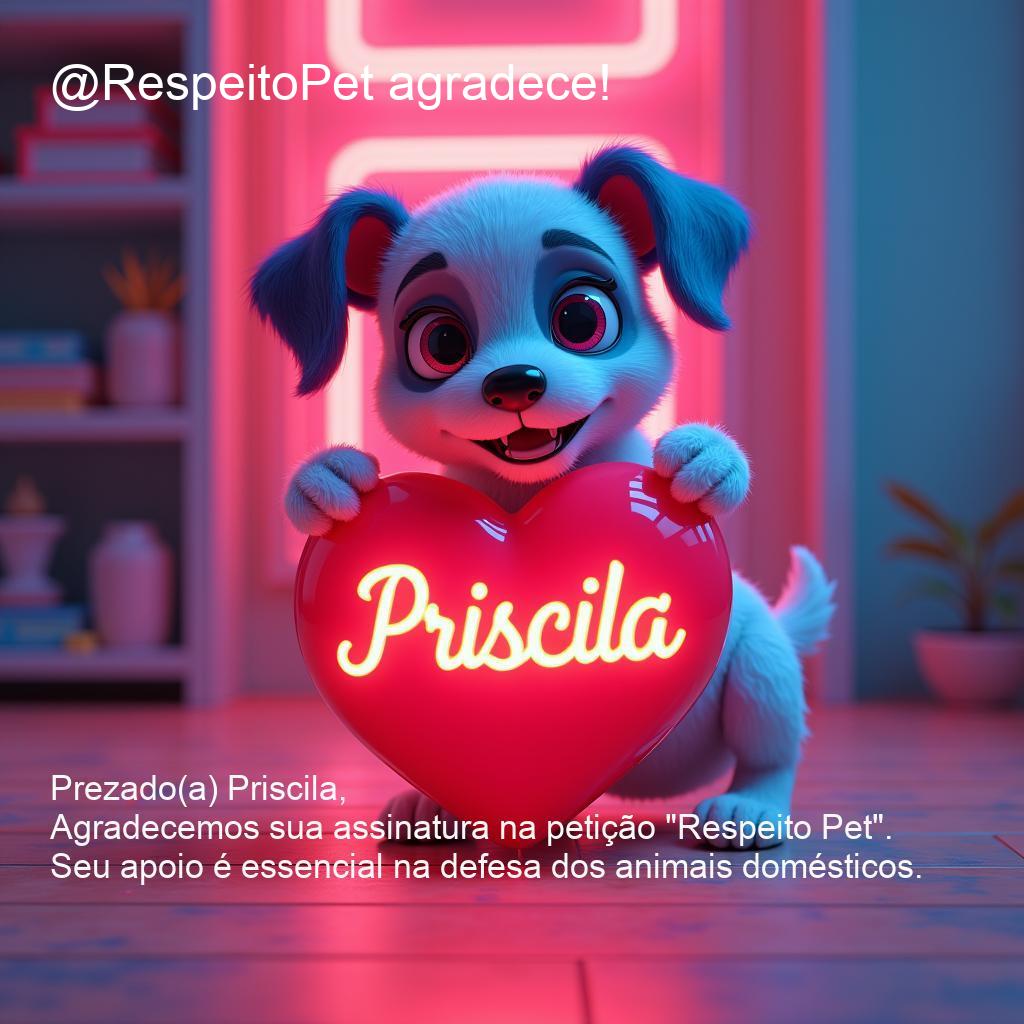 @RespeitoPet agradece!
Priscila
Prezado(a) Priscila,
Agradecemos sua assinatura na petição "Respeito Pet".
Seu apoio é essencial na defesa dos animais domésticos.